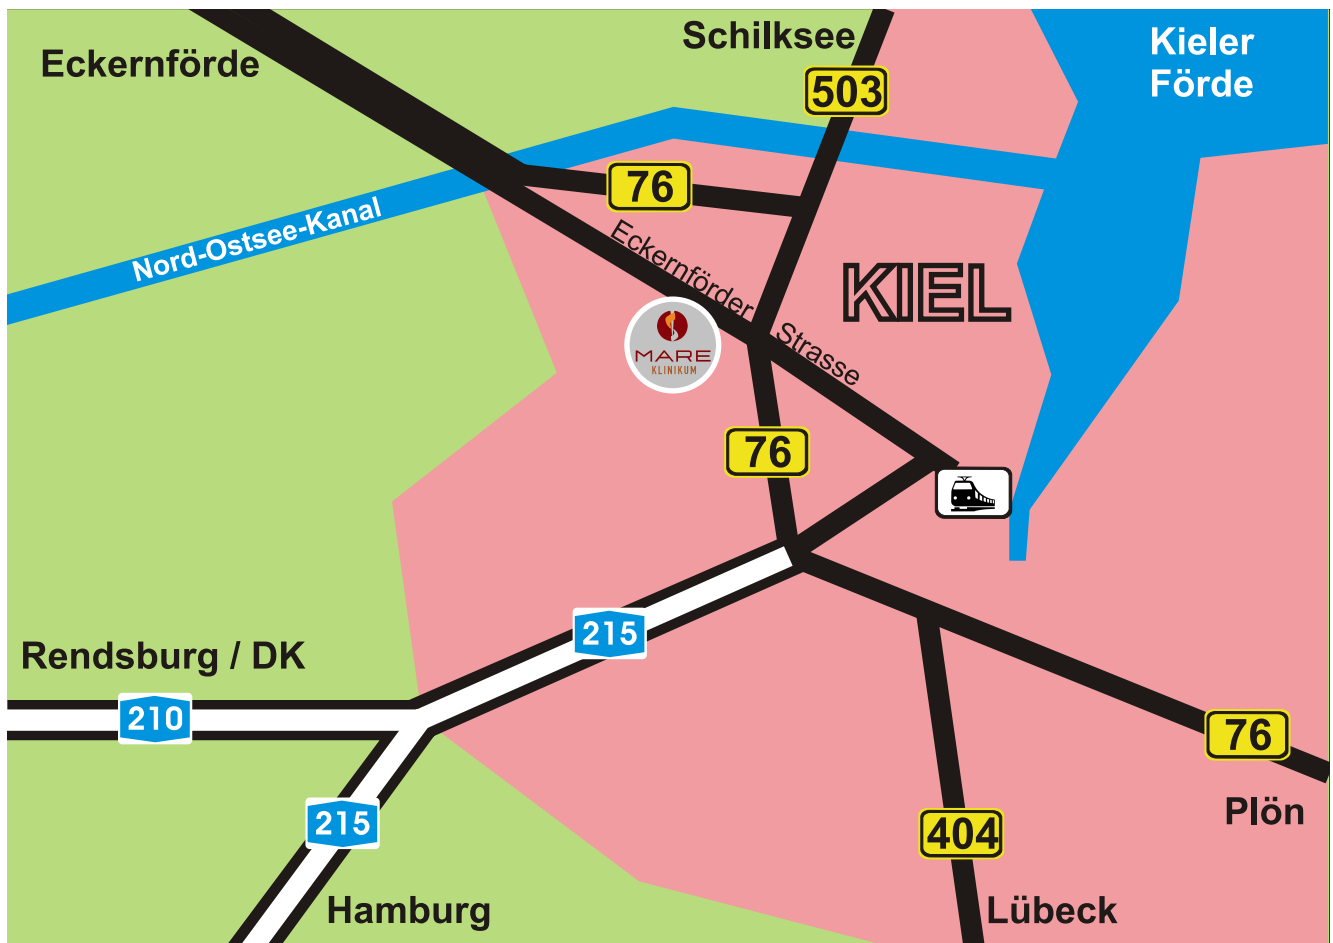 Schilksee
Kieler
Förde
Eckernförde
503
76
Nord-Ostsee-Kanal
Eckernförder Strasse
KIEL
MARE
KLINIKUM
76
215
Rendsburg / DK
210
76
215
Plön
404
Hamburg
Lübeck